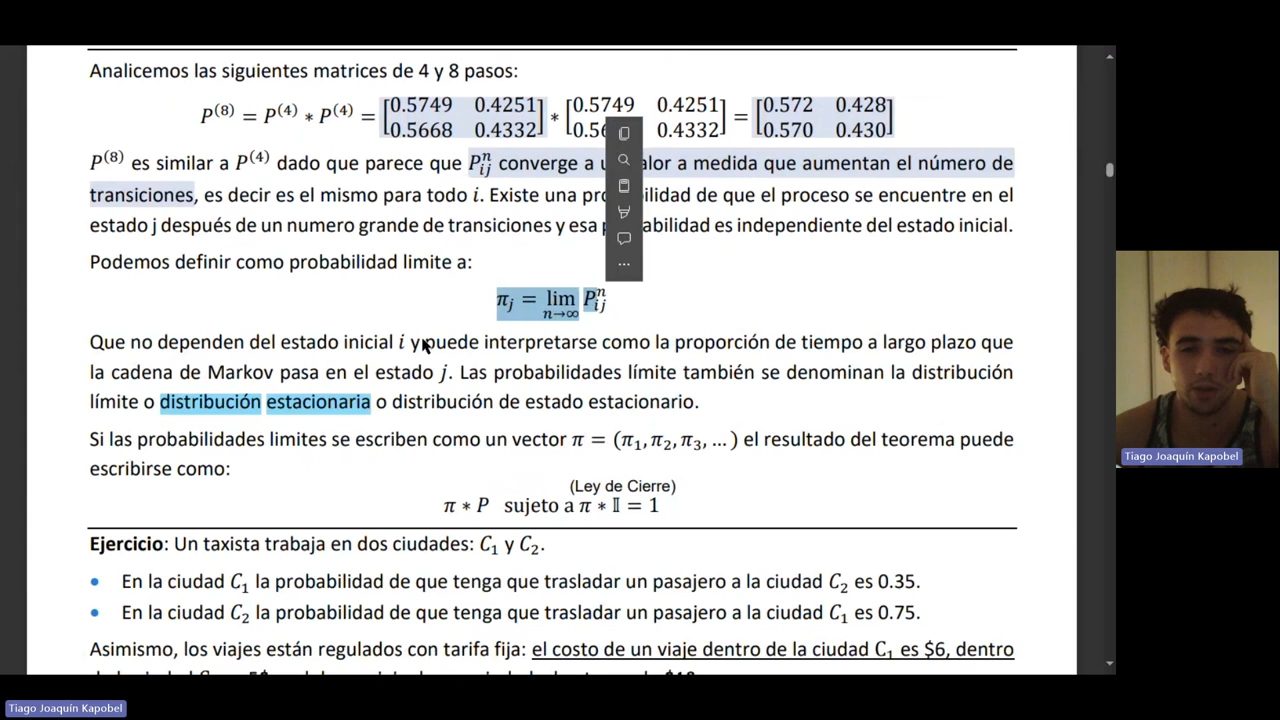 Analicemos las siguientes matrices de 4 y 8 pasos:
P⁽⁸⁾ = P⁽⁴⁾ * P⁽⁴⁾ = [0.5749 0.4251] * [0.5749 0.4251] = [0.572 0.428]
[0.5668 0.4332] [0.56 0.4332] [0.570 0.430]
P⁽⁸⁾ es similar a P⁽⁴⁾ dado que parece que Pᵢⱼⁿ converge a u alor a medida que aumentan el número de
transiciones, es decir es el mismo para todo i. Existe una pro ilidad de que el proceso se encuentre en el
estado j después de un numero grande de transiciones y esa p abilidad es independiente del estado inicial.
Podemos definir como probabilidad limite a:
πⱼ = lim Pᵢⱼⁿ
n→∞
Que no dependen del estado inicial i y puede interpretarse como la proporción de tiempo a largo plazo que
la cadena de Markov pasa en el estado j. Las probabilidades límite también se denominan la distribución
límite o distribución estacionaria o distribución de estado estacionario.
Si las probabilidades limites se escriben como un vector π = (π₁, π₂, π₃, … ) el resultado del teorema puede
escribirse como:
(Ley de Cierre)
π * P sujeto a π * 𝕀 = 1
Ejercicio: Un taxista trabaja en dos ciudades: C₁ y C₂.
• En la ciudad C₁ la probabilidad de que tenga que trasladar un pasajero a la ciudad C₂ es 0.35.
• En la ciudad C₂ la probabilidad de que tenga que trasladar un pasajero a la ciudad C₁ es 0.75.
Asimismo, los viajes están regulados con tarifa fija: el costo de un viaje dentro de la ciudad C₁ es $6, dentro
Tiago Joaquín Kapobel
Tiago Joaquín Kapobel